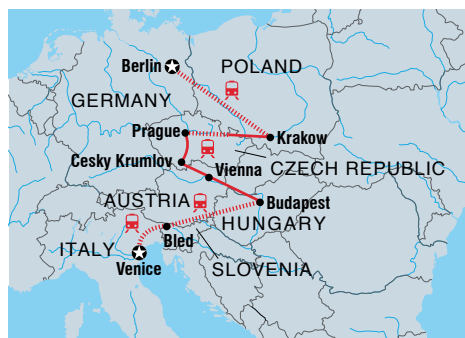 Berlin
POLAND
GERMANY
Prague
Krakow
Cesky Krumlov
CZECH REPUBLIC
Vienna
AUSTRIA
Budapest
HUNGARY
ITALY
Bled
SLOVENIA
Venice